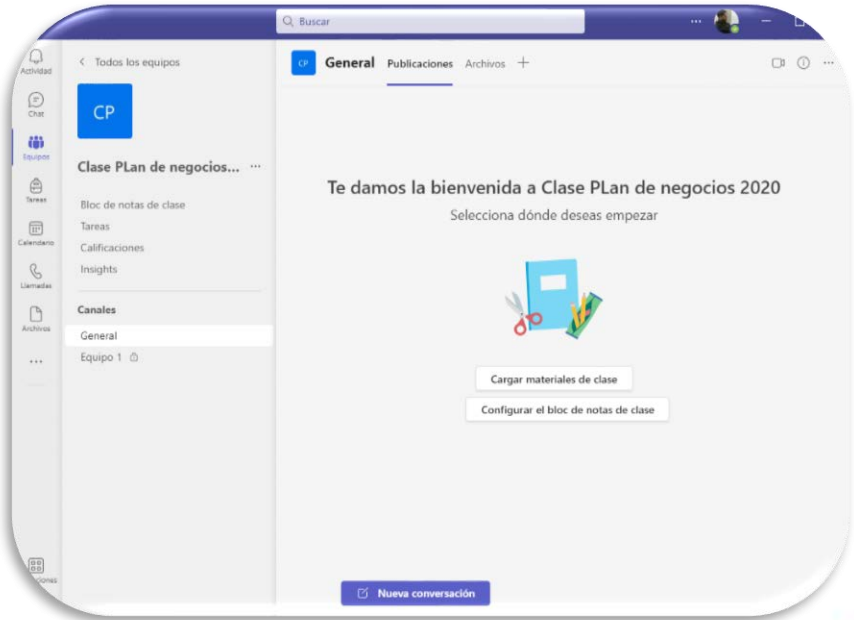 Buscar
Actividad
Chat
Equipos
Tareas
Calendario
Llamadas
Archivos
Todos los equipos
CP
Clase PLan de negocios...
Bloc de notas de clase
Tareas
Calificaciones
Insights
Canales
General
Equipo 1
CP General Publicaciones Archivos
Te damos la bienvenida a Clase PLan de negocios 2020
Selecciona dónde deseas empezar
Cargar materiales de clase
Configurar el bloc de notas de clase
Nueva conversación